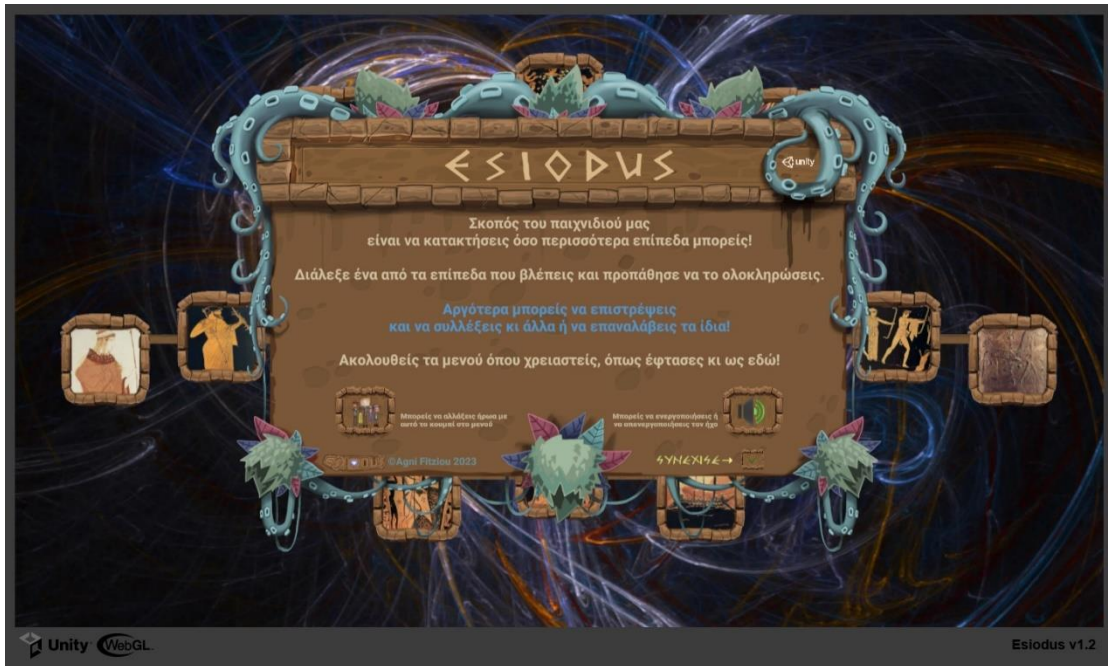 ESIODUS
unity
Σκοπός του παιχνιδιού μας
είναι να κατακτήσεις όσο περισσότερα επίπεδα μπορείς!
Διάλεξε ένα από τα επίπεδα που βλέπεις και προπάθησε να το ολοκληρώσεις.
Αργότερα μπορείς να επιστρέψεις
και να συλλέξεις κι άλλα ή να επαναλάβεις τα ίδια!
Ακολουθείς τα μενού όπου χρειαστείς, όπως έφτασες κι ως εδώ!
Μπορείς να αλλάξεις ήρωα με
αυτό το κουμπί στο μενού
Μπορείς να ενεργοποιήσεις ή
να απενεργοποιήσεις τον ήχο
©Agni Fitziou 2023
SYNEXISE→
Unity WebGL.
Esiodus v1.2